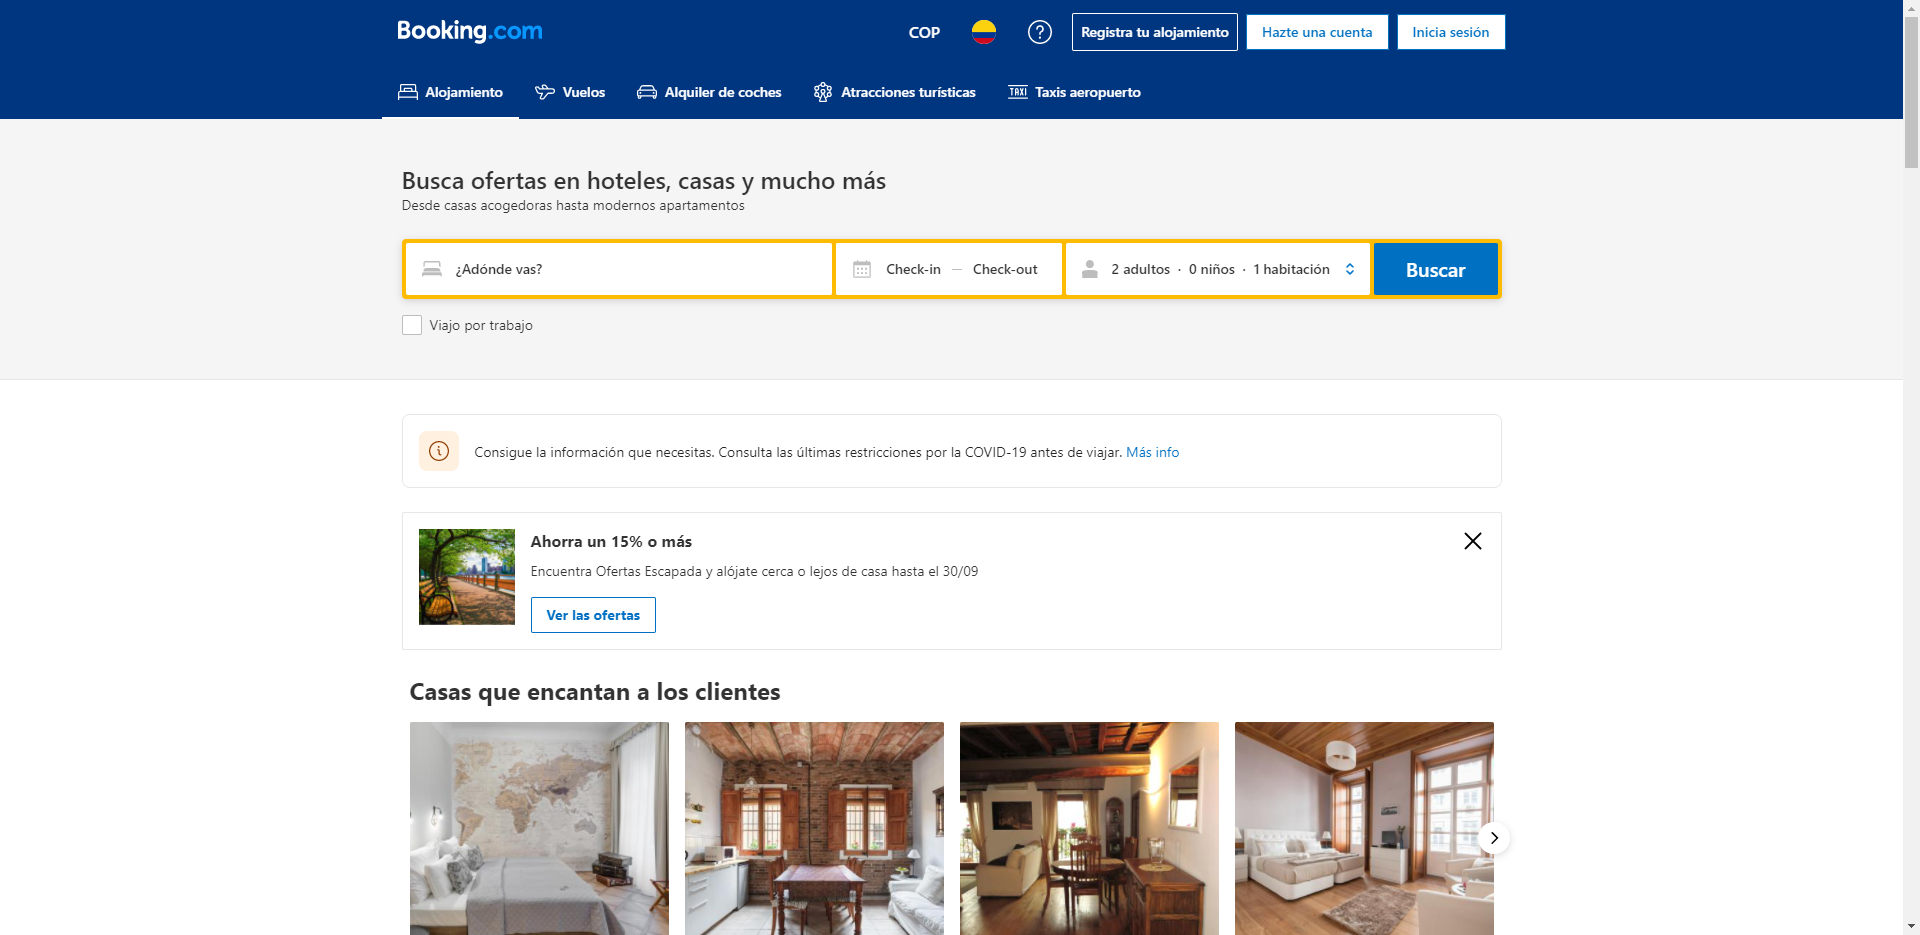 Booking.com
COP
Registra tu alojamiento
Hazte una cuenta
Inicia sesión
Alojamiento
Vuelos
Alquiler de coches
Atracciones turísticas
TAXI
Taxis aeropuerto
Busca ofertas en hoteles, casas y mucho más
Desde casas acogedoras hasta modernos apartamentos
¿Adónde vas?
Check-in — Check-out
2 adultos · 0 niños · 1 habitación
Buscar
Viajo por trabajo
Consigue la información que necesitas. Consulta las últimas restricciones por la COVID-19 antes de viajar. Más info
Ahorra un 15% o más
Encuentra Ofertas Escapada y alójate cerca o lejos de casa hasta el 30/09
Ver las ofertas
Casas que encantan a los clientes